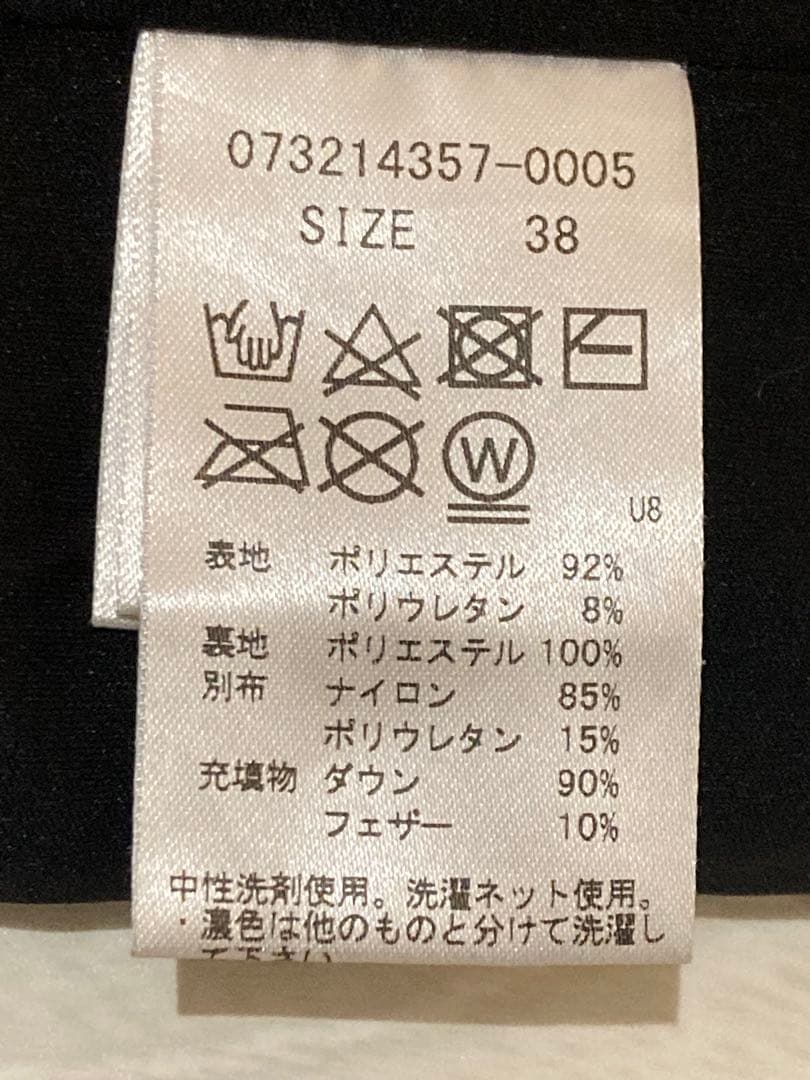 073214357-0005
SIZE 38
W
U8
表地 ポリエステル 92%
ポリウレタン 8%
裏地 ポリエステル 100%
別布 ナイロン 85%
ポリウレタン 15%
充填物 ダウン 90%
フェザー 10%
中性洗剤使用。洗濯ネット使用。
・濃色は他のものと分けて洗濯し
て下さい